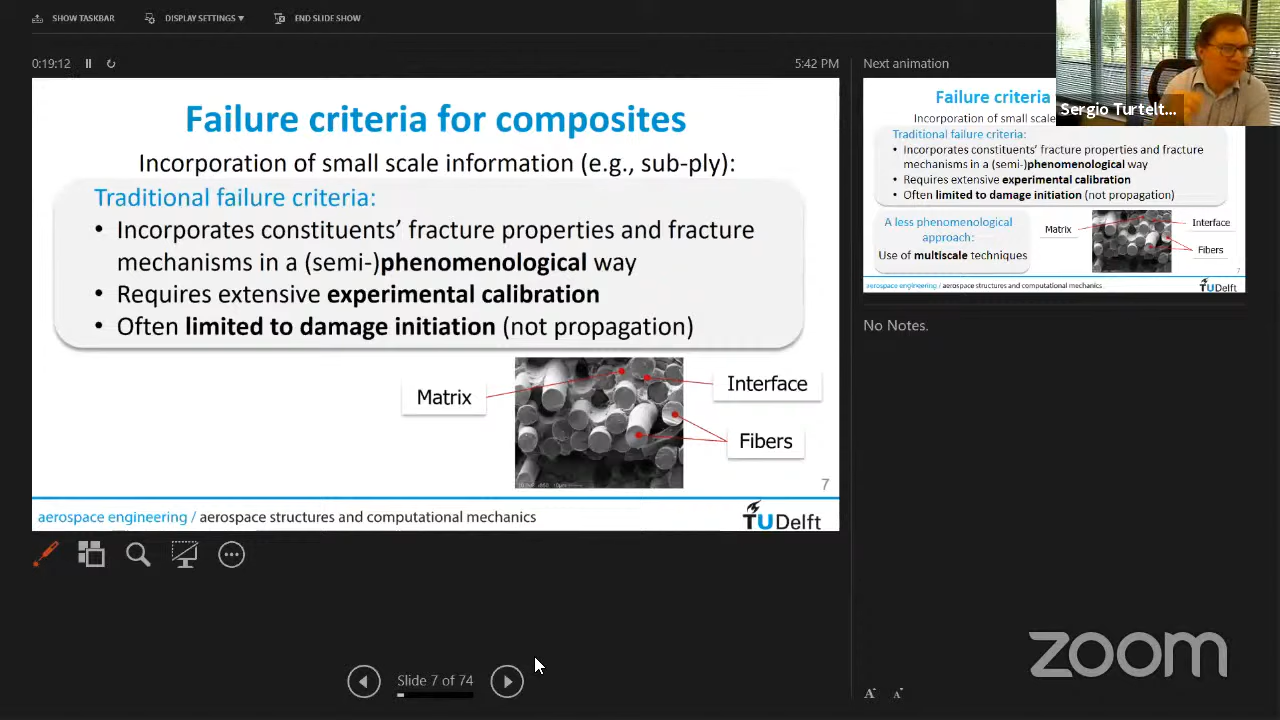 SHOW TASKBAR
DISPLAY SETTINGS
END SLIDE SHOW
0:19:12
5:42 PM
Failure criteria for composites
Incorporation of small scale information (e.g., sub-ply):
Traditional failure criteria:
• Incorporates constituents’ fracture properties and fracture
mechanisms in a (semi-)phenomenological way
• Requires extensive experimental calibration
• Often limited to damage initiation (not propagation)
Matrix
Interface
Fibers
7
aerospace engineering / aerospace structures and computational mechanics
TUDelft
Slide 7 of 74
Next animation
Failure criteria
Incorporation of small sca
Traditional failure criteria:
• Incorporates constituents’ fracture properties and fracture
mechanisms in a (semi-)phenomenological way
• Requires extensive experimental calibration
• Often limited to damage initiation (not propagation)
A less phenomenological
approach:
Use of multiscale techniques
Matrix
Interface
Fibers
7
aerospace engineering / aerospace structures and computational mechanics
TUDelft
No Notes.
Sergio Turtelt...
zoom
A
A